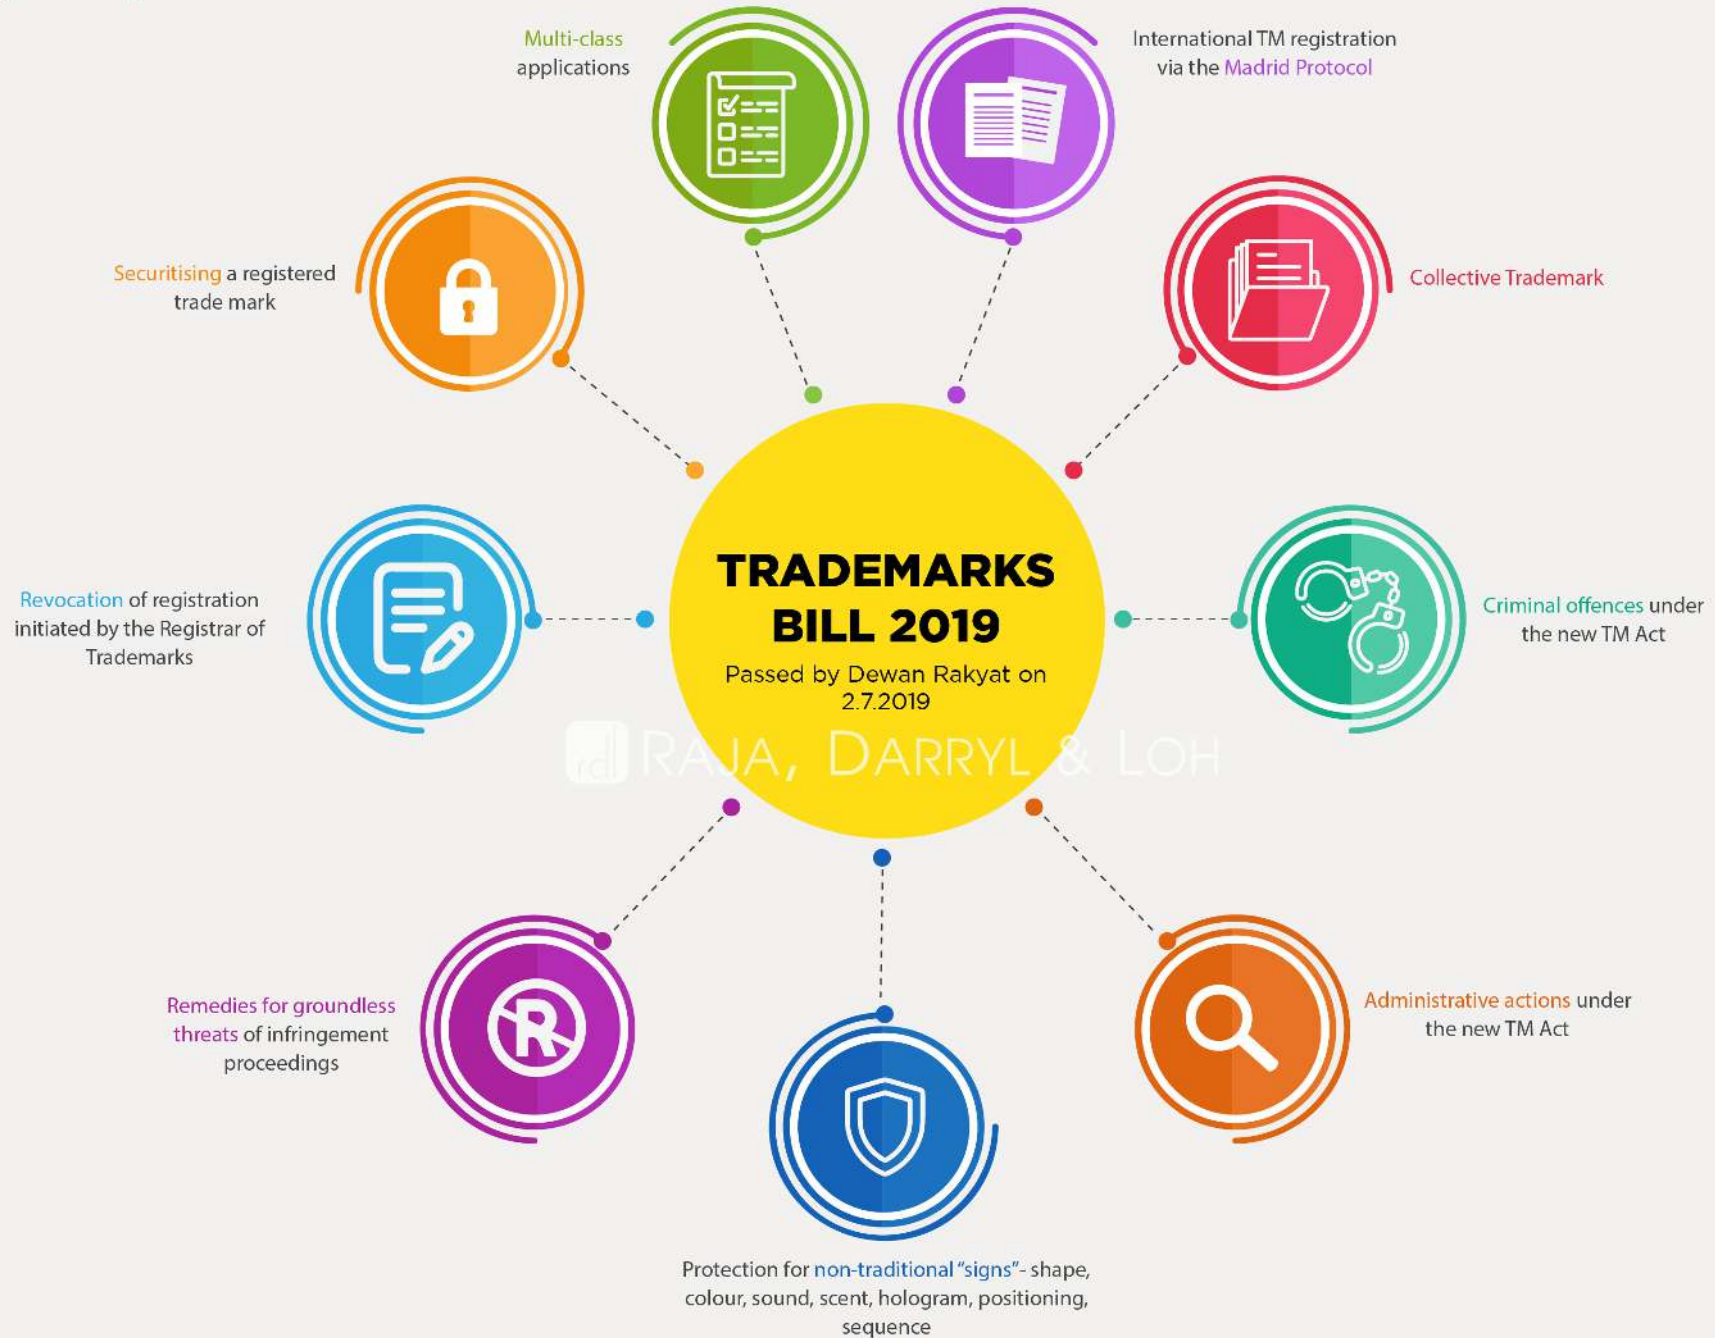 Multi-class
applications
International TM registration
via the Madrid Protocol
Securitising a registered
trade mark
Collective Trademark
TRADEMARKS
BILL 2019
Passed by Dewan Rakyat on
2.7.2019
Revocation of registration
initiated by the Registrar of
Trademarks
Criminal offences under
the new TM Act
rdl RAJA, DARRYL & LOH
Remedies for groundless
threats of infringement
proceedings
R
Administrative actions under
the new TM Act
Protection for non-traditional “signs”- shape,
colour, sound, scent, hologram, positioning,
sequence